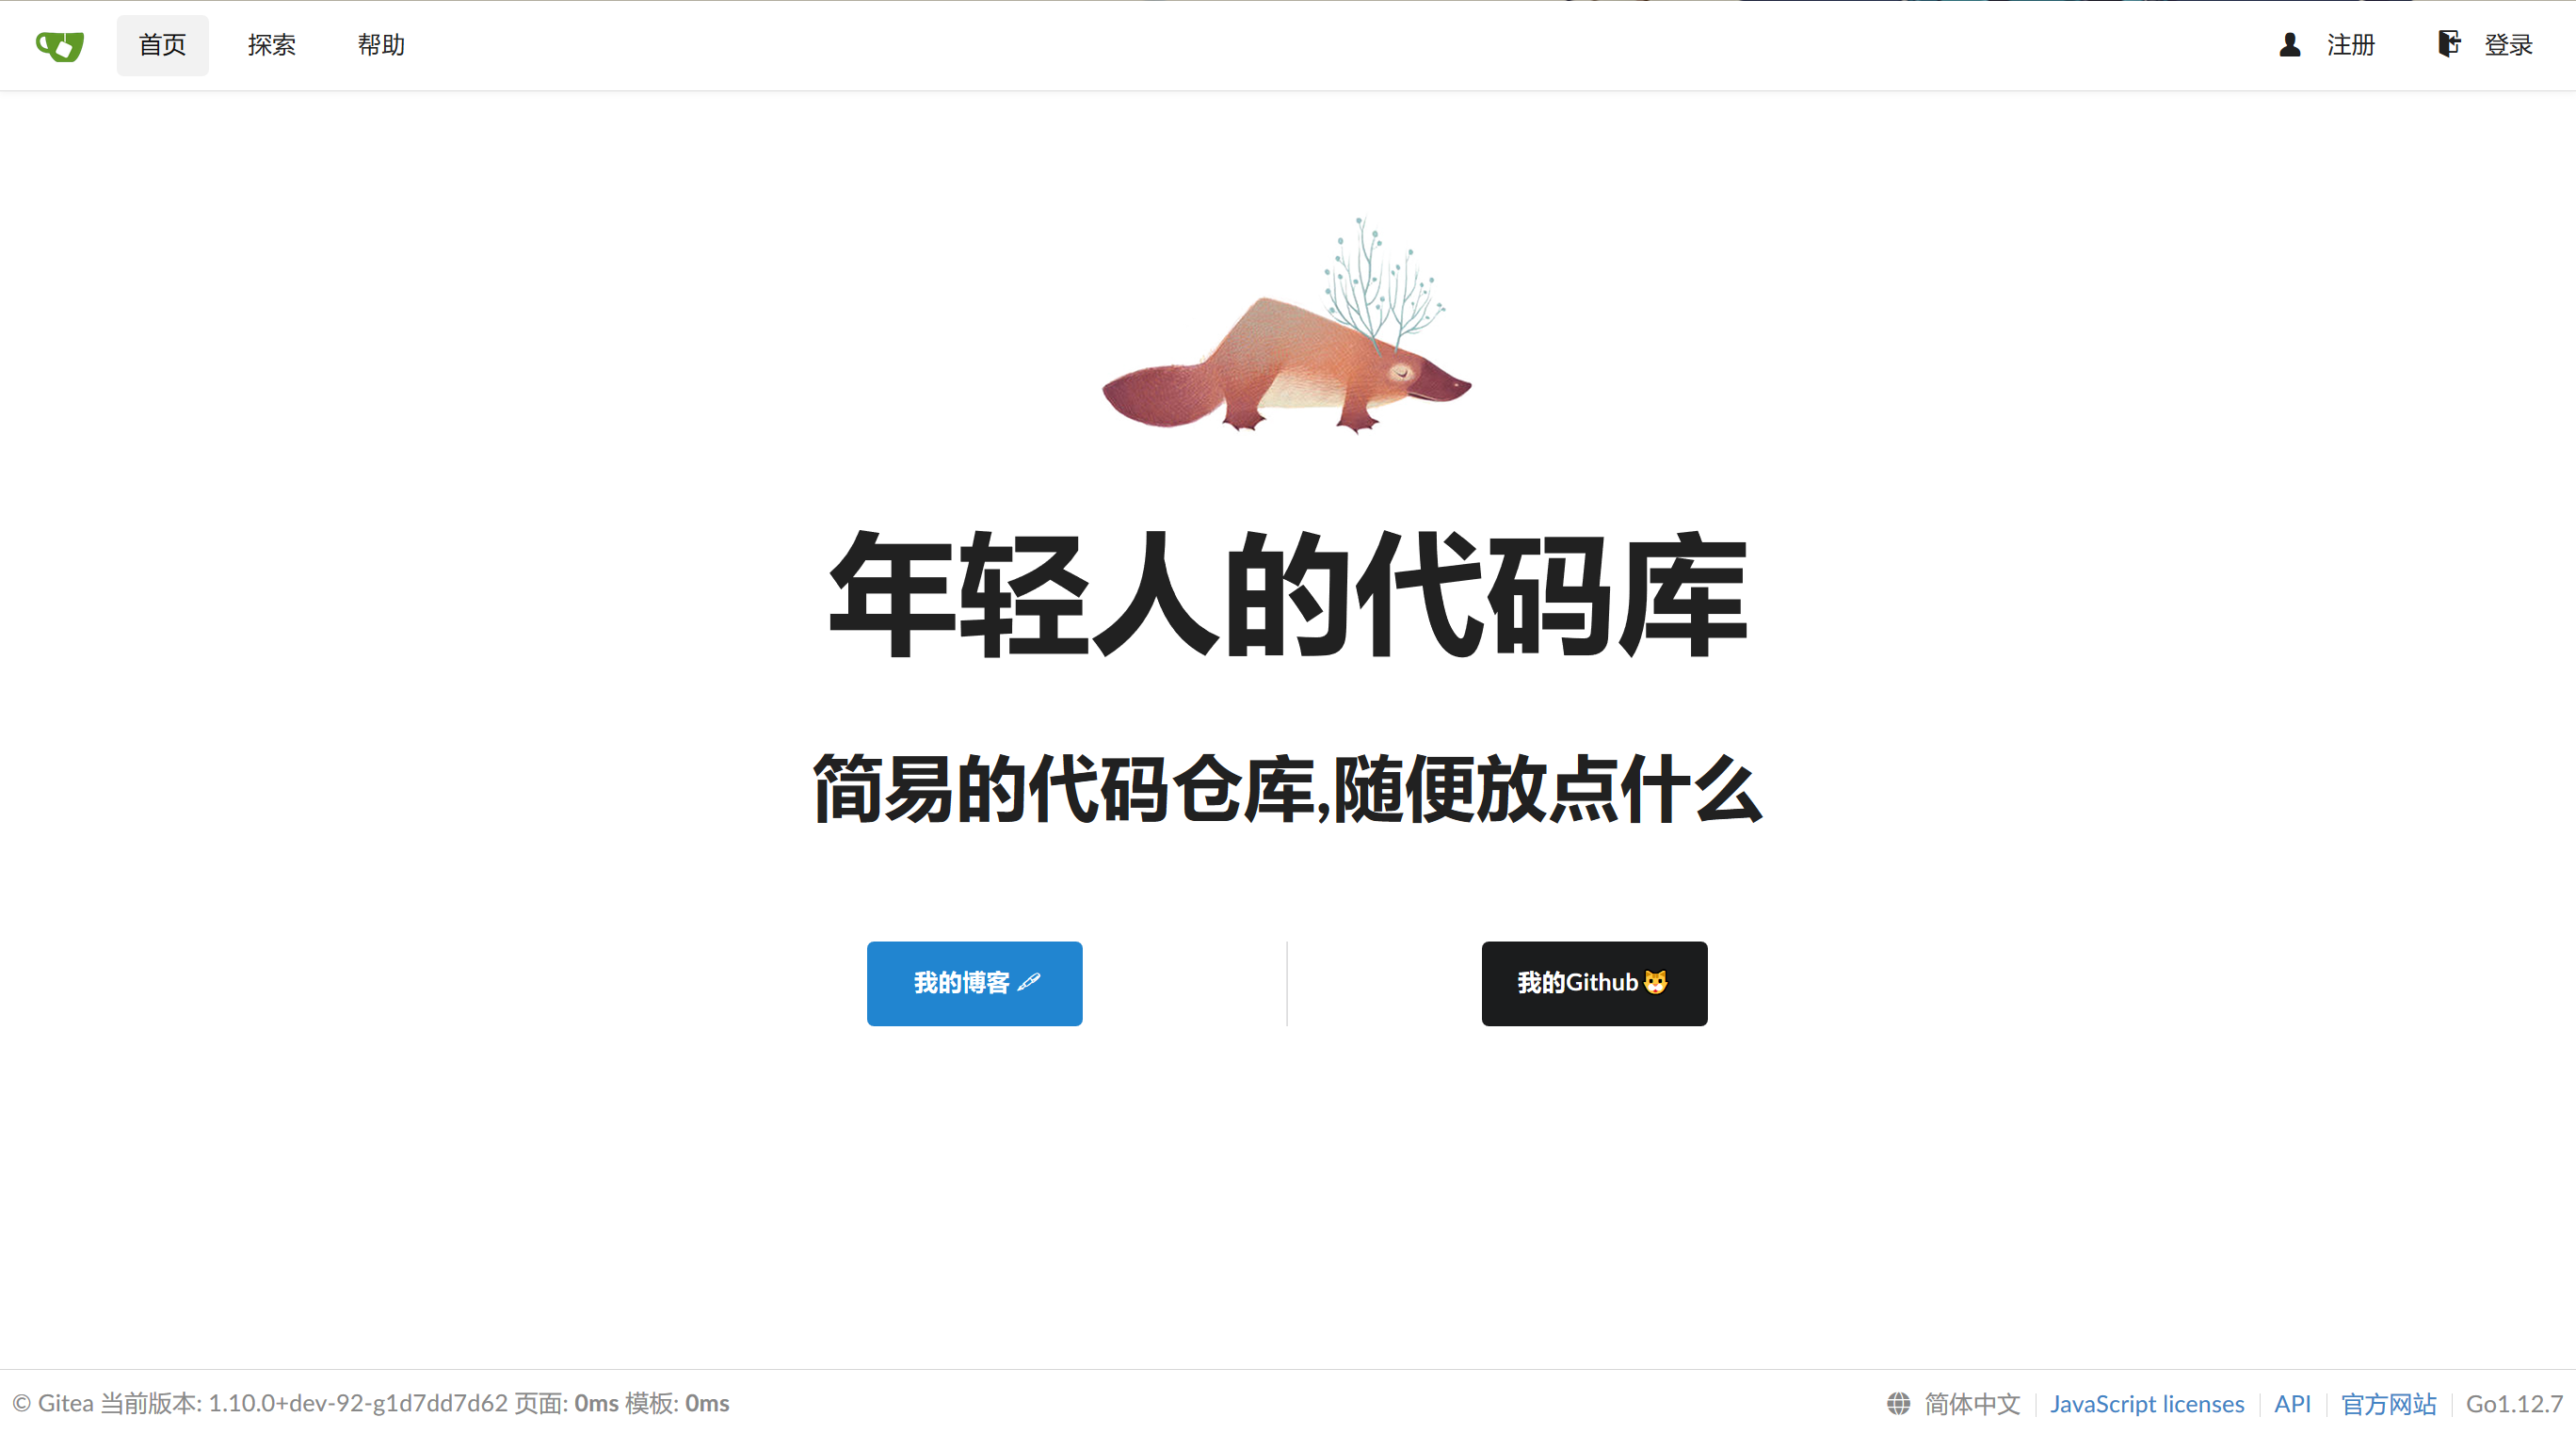 首页 探索 帮助 注册 登录
年轻人的代码库
简易的代码仓库,随便放点什么
我的博客 我的Github
© Gitea 当前版本: 1.10.0+dev-92-g1d7dd7d62 页面: 0ms 模板: 0ms 简体中文 JavaScript licenses API 官方网站 Go1.12.7